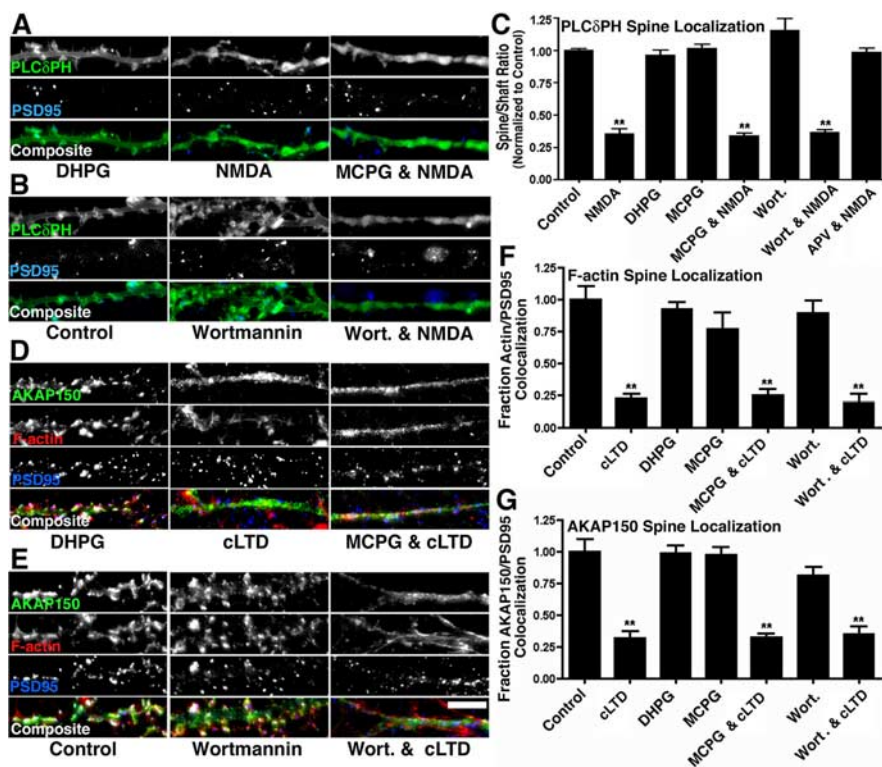 A
PLCδPH
PSD95
Composite
DHPG NMDA MCPG & NMDA
B
PLCδPH
PSD95
Composite
Control Wortmannin Wort. & NMDA
D
AKAP150
F-actin
PSD95
Composite
DHPG cLTD MCPG & cLTD
E
AKAP150
F-actin
PSD95
Composite
Control Wortmannin Wort. & cLTD
C
PLCδPH Spine Localization
Spine/Shaft Ratio
(Normalized to Control)
1.25
1.00
0.75
0.50
0.25
0.00
** ** **
Control NMDA DHPG MCPG MCPG & NMDA Wort. Wort. & NMDA APV & NMDA
F
F-actin Spine Localization
Fraction Actin/PSD95
Colocalization
1.25
1.00
0.75
0.50
0.25
0.00
** ** **
Control cLTD DHPG MCPG MCPG & cLTD Wort. Wort. & cLTD
G
AKAP150 Spine Localization
Fraction AKAP150/PSD95
Colocalization
1.25
1.00
0.75
0.50
0.25
0.00
** ** **
Control cLTD DHPG MCPG MCPG & cLTD Wort. Wort. & cLTD